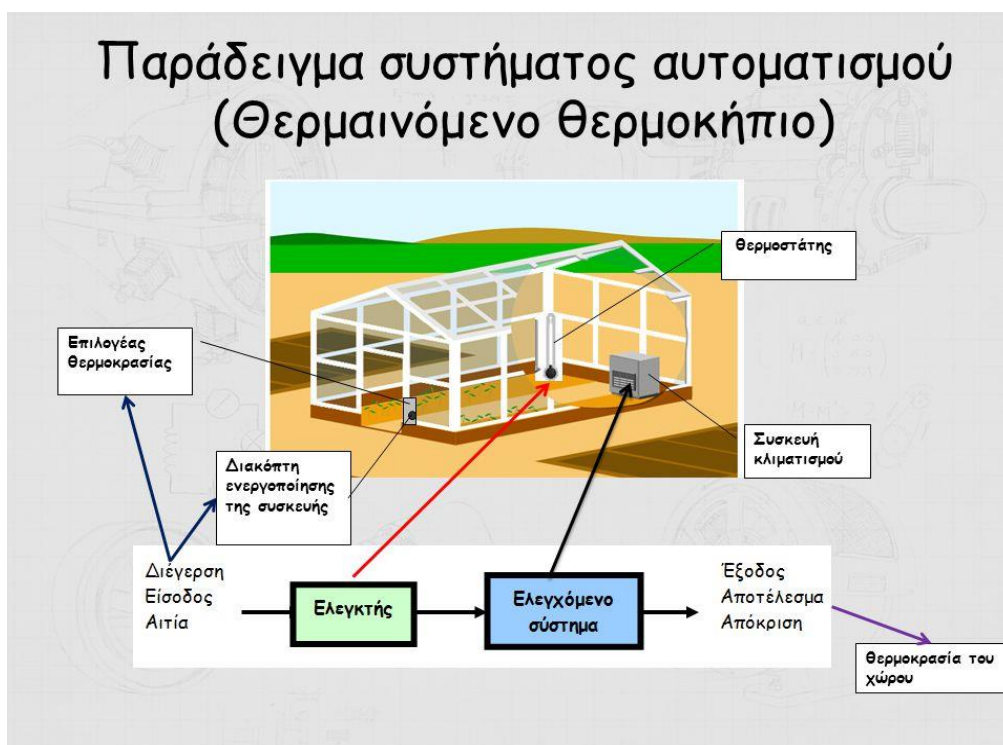 Παράδειγμα συστήματος αυτοματισμού
(Θερμαινόμενο θερμοκήπιο)
θερμοστάτης
Επιλογέας
θερμοκρασίας
Συσκευή
κλιματισμού
Διακόπτη
ενεργοποίησης
της συσκευής
Διέγερση
Είσοδος
Αιτία
Ελεγκτής
Ελεγχόμενο
σύστημα
Έξοδος
Αποτέλεσμα
Απόκριση
θερμοκρασία του
χώρου